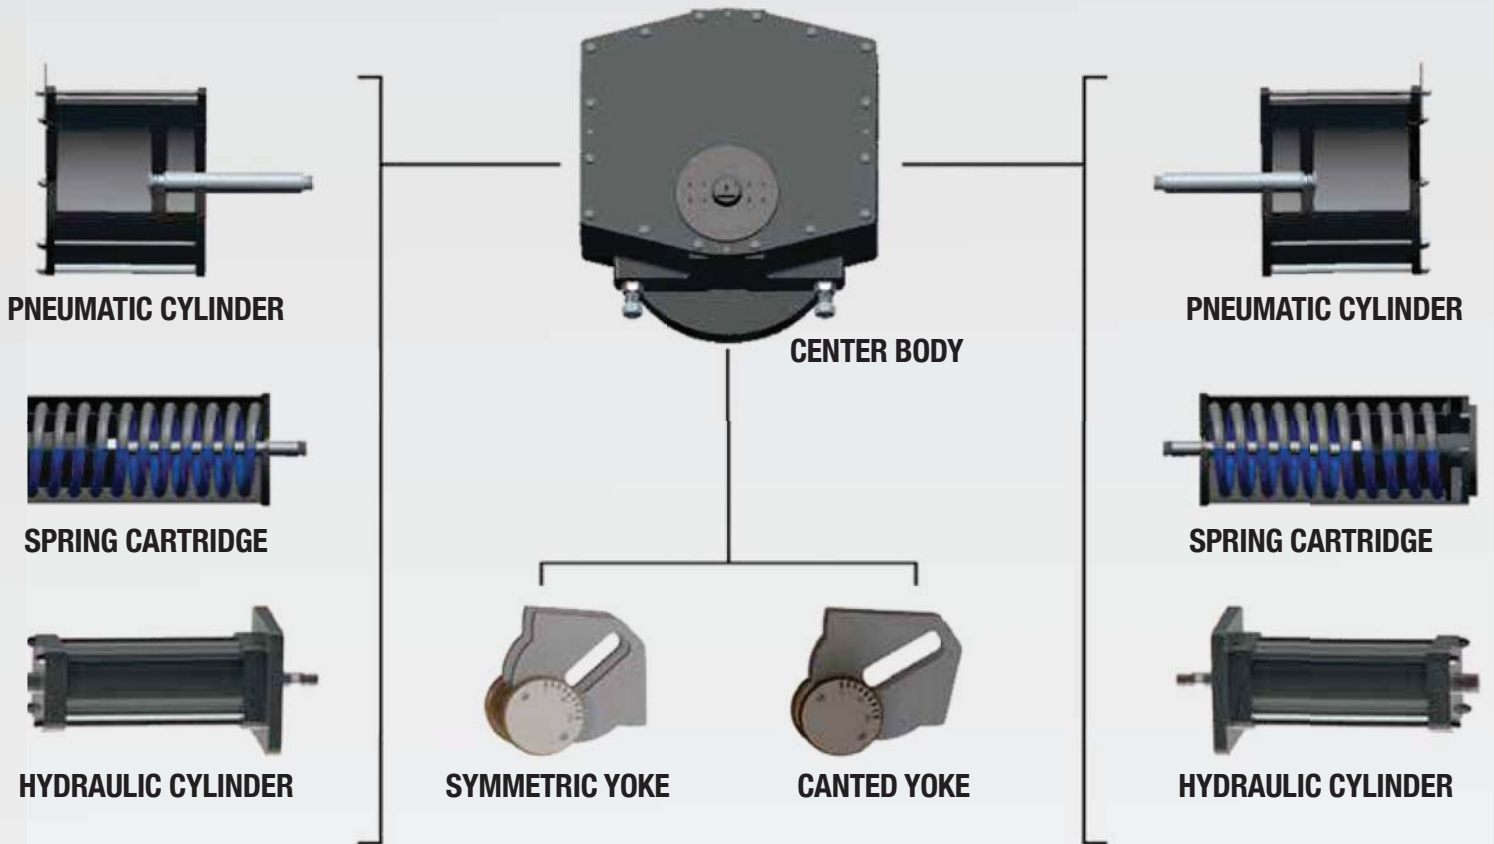 PNEUMATIC CYLINDER
PNEUMATIC CYLINDER
CENTER BODY
SPRING CARTRIDGE
SPRING CARTRIDGE
HYDRAULIC CYLINDER
SYMMETRIC YOKE
CANTED YOKE
HYDRAULIC CYLINDER